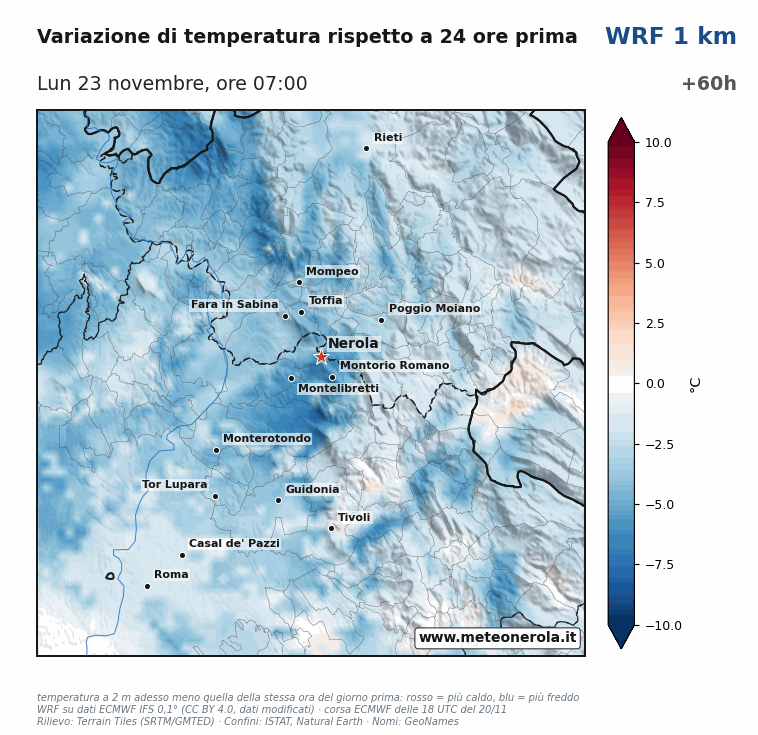 Variazione di temperatura rispetto a 24 ore prima
WRF 1 km
Lun 23 novembre, ore 07:00
+60h
Rieti
Mompeo
Fara in Sabina
Toffia
Poggio Moiano
Nerola
Montorio Romano
Montelibretti
Monterotondo
Tor Lupara
Guidonia
Tivoli
Casal de' Pazzi
Roma
www.meteonerola.it
10.0
7.5
5.0
2.5
0.0
−2.5
−5.0
−7.5
−10.0
°C
temperatura a 2 m adesso meno quella della stessa ora del giorno prima: rosso = più caldo, blu = più freddo
WRF su dati ECMWF IFS 0,1° (CC BY 4.0, dati modificati) · corsa ECMWF delle 18 UTC del 20/11
Rilievo: Terrain Tiles (SRTM/GMTED) · Confini: ISTAT, Natural Earth · Nomi: GeoNames